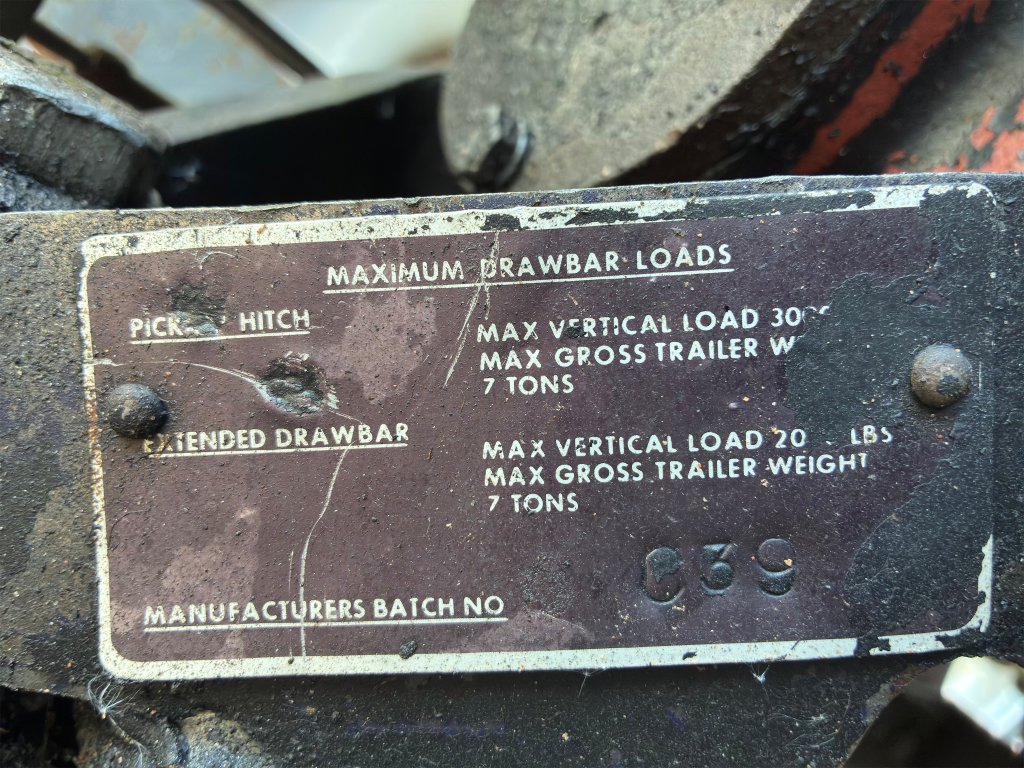 MAXIMUM DRAWBAR LOADS
HITCH
MAX VERTICAL LOAD
MAX GROSS TRAILER
7 TONS
EXTENDED DRAWBAR
MAX VERTICAL LOAD 20 LBS
MAX GROSS TRAILER WEIGHT
7 TONS
C39
MANUFACTURERS BATCH NO